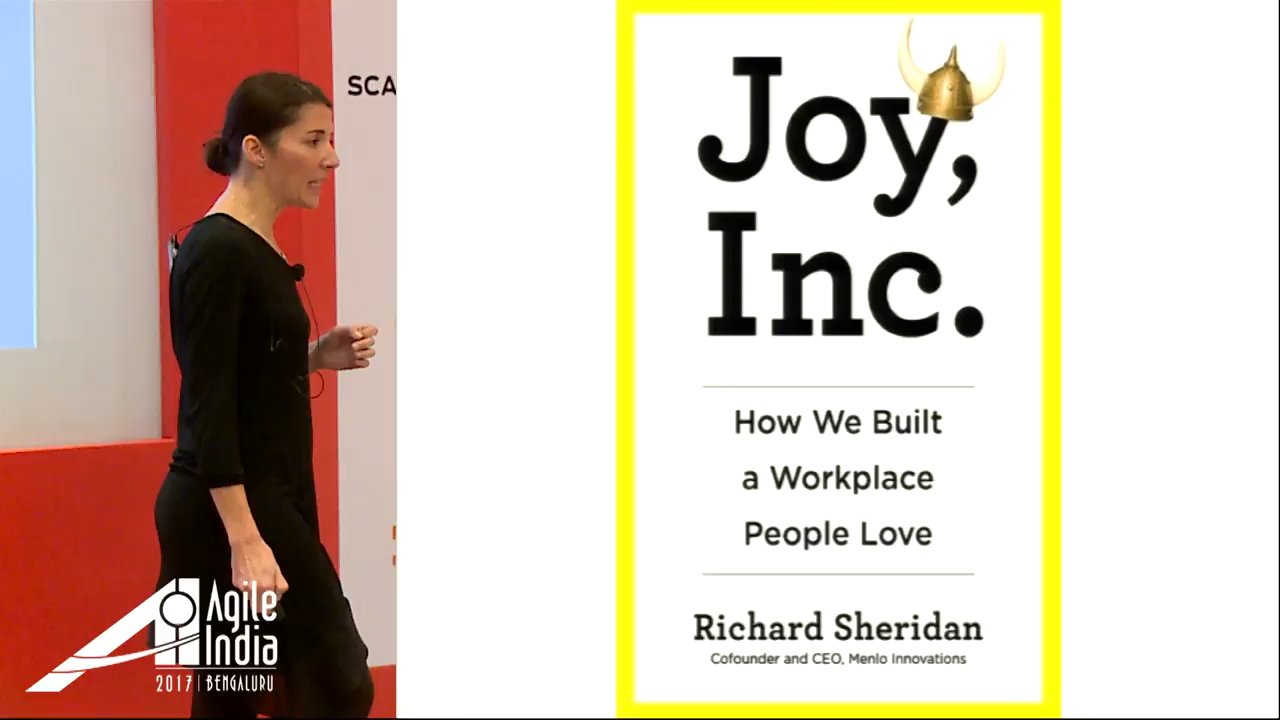 SCA
Joy,
Inc.
How We Built
a Workplace
People Love
Richard Sheridan
Cofounder and CEO, Menlo Innovations
Agile
India
2017 | BENGALURU